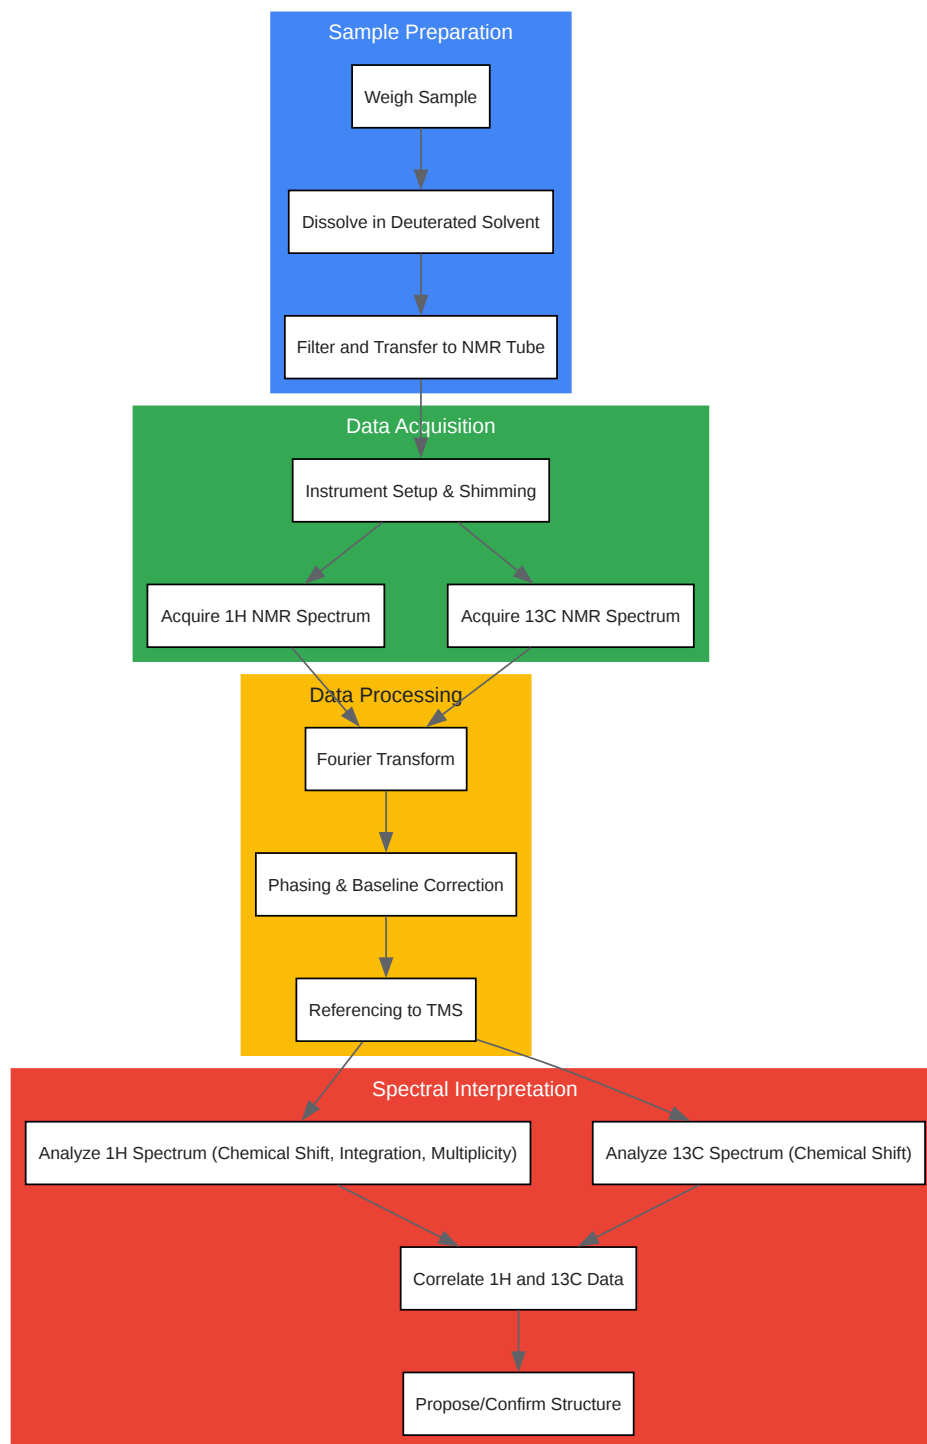 Sample Preparation
Weigh Sample
Dissolve in Deuterated Solvent
Filter and Transfer to NMR Tube
Data Acquisition
Instrument Setup & Shimming
Acquire 1H NMR Spectrum
Acquire 13C NMR Spectrum
Data Processing
Fourier Transform
Phasing & Baseline Correction
Referencing to TMS
Spectral Interpretation
Analyze 1H Spectrum (Chemical Shift, Integration, Multiplicity)
Analyze 13C Spectrum (Chemical Shift)
Correlate 1H and 13C Data
Propose/Confirm Structure